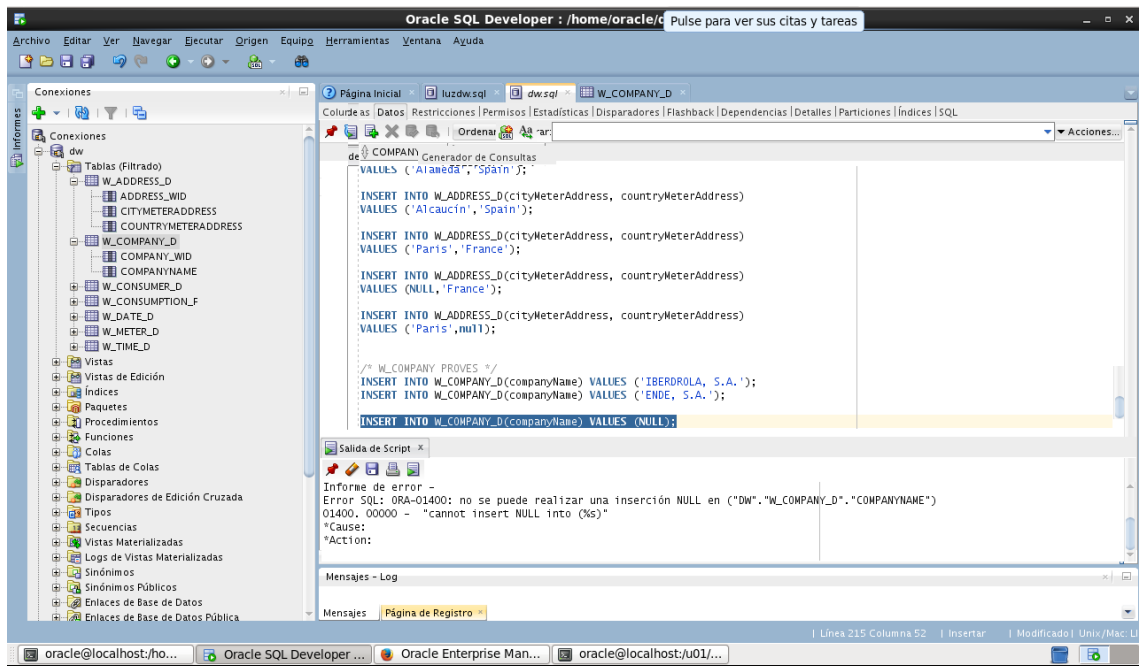 Oracle SQL Developer : /home/oracle/d
Pulse para ver sus citas y tareas
Archivo Editar Ver Navegar Ejecutar Origen Equipo Herramientas Ventana Ayuda
Conexiones
Informes
Conexiones
dw
Tablas (Filtrado)
W_ADDRESS_D
ADDRESS_WID
CITYMETERADDRESS
COUNTRYMETERADDRESS
W_COMPANY_D
COMPANY_WID
COMPANYNAME
W_CONSUMER_D
W_CONSUMPTION_F
W_DATE_D
W_METER_D
W_TIME_D
Vistas
Vistas de Edición
Índices
Paquetes
Procedimientos
Funciones
Colas
Tablas de Colas
Disparadores
Disparadores de Edición Cruzada
Tipos
Secuencias
Vistas Materializadas
Logs de Vistas Materializadas
Sinónimos
Sinónimos Públicos
Enlaces de Base de Datos
Enlaces de Base de Datos Pública
Página Inicial luzdw.sql dw.sql W_COMPANY_D
Datos Restricciones Permisos Estadísticas Disparadores Flashback Dependencias Detalles Particiones Índices SQL
Ordenar Acciones...
COMPANY
Generador de Consultas
VALUES ('Alameda','Spain');
INSERT INTO W_ADDRESS_D(cityMeterAddress, countryMeterAddress)
VALUES ('Alcaucín','Spain');
INSERT INTO W_ADDRESS_D(cityMeterAddress, countryMeterAddress)
VALUES ('Paris','France');
INSERT INTO W_ADDRESS_D(cityMeterAddress, countryMeterAddress)
VALUES (NULL,'France');
INSERT INTO W_ADDRESS_D(cityMeterAddress, countryMeterAddress)
VALUES ('Paris',null);
/* W_COMPANY PROVES */
INSERT INTO W_COMPANY_D(companyName) VALUES ('IBERDROLA, S.A.');
INSERT INTO W_COMPANY_D(companyName) VALUES ('ENDE, S.A.');
INSERT INTO W_COMPANY_D(companyName) VALUES (NULL);
Salida de Script
Informe de error -
Error SQL: ORA-01400: no se puede realizar una inserción NULL en ("DW"."W_COMPANY_D"."COMPANYNAME")
01400. 00000 - "cannot insert NULL into (%s)"
*Cause:
*Action:
Mensajes - Log
Mensajes Página de Registro
Línea 215 Columna 52 Insertar Modificado Unix/Mac: LI
oracle@localhost:/ho... Oracle SQL Developer ... Oracle Enterprise Man... oracle@localhost:/u01/...